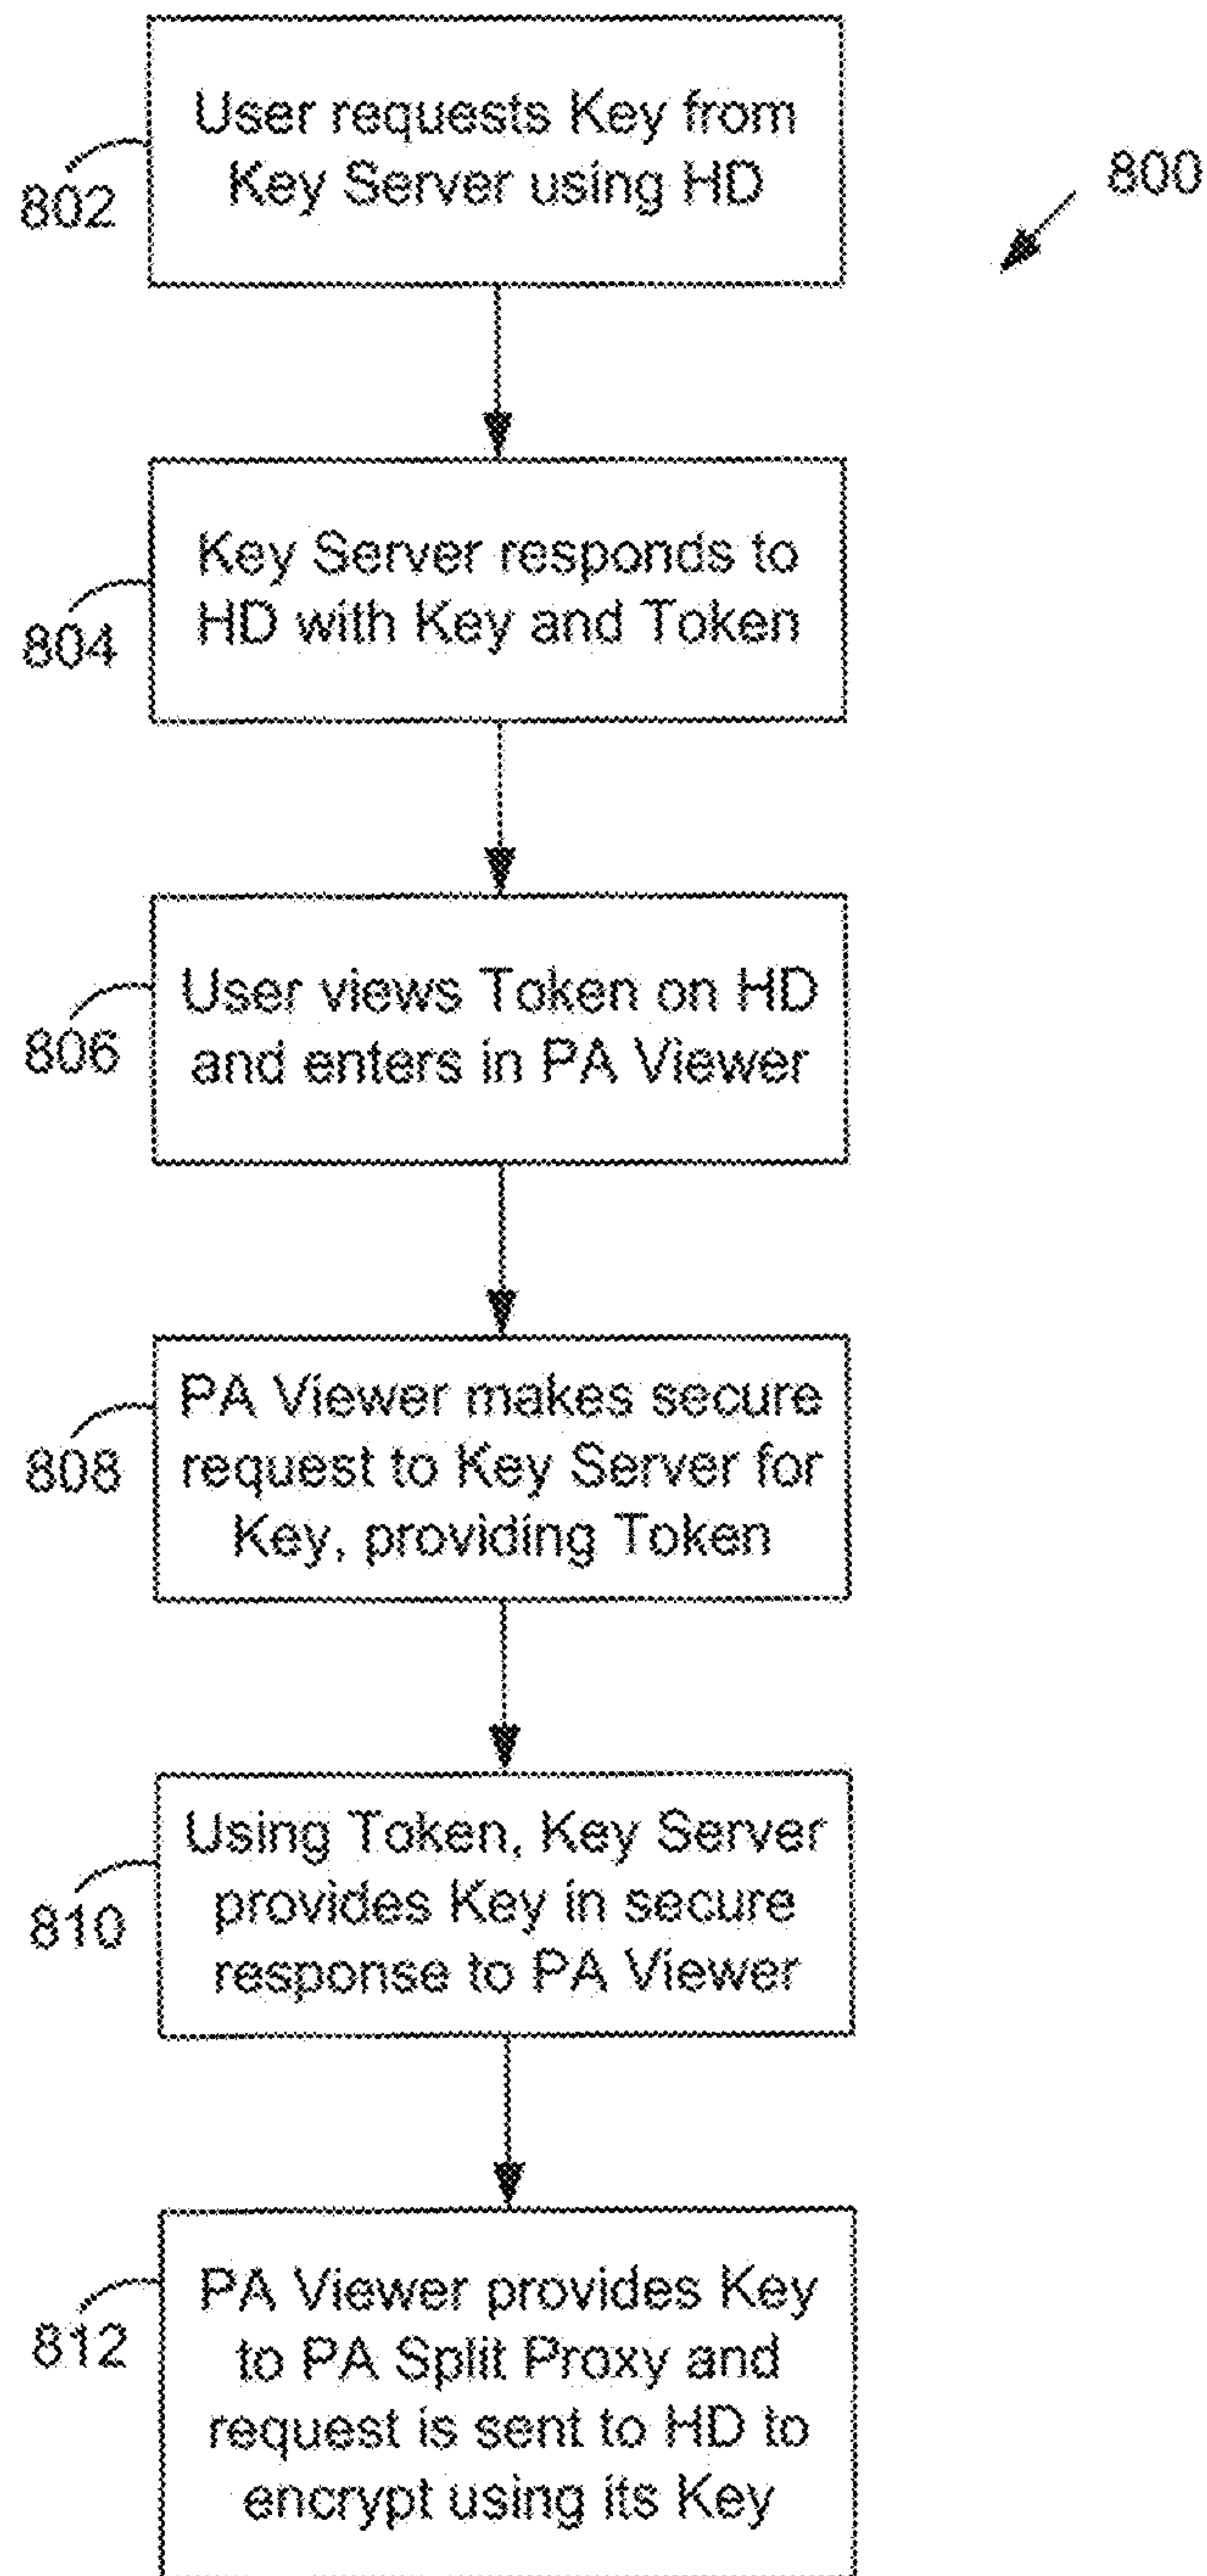 User requests Key from
Key Server using HD
802
800
Key Server responds to
HD with Key and Token
804
User views Token on HD
and enters in PA Viewer
806
PA Viewer makes secure
request to Key Server for
Key, providing Token
808
Using Token, Key Server
provides Key in secure
response to PA Viewer
810
PA Viewer provides Key
to PA Split Proxy and
request is sent to HD to
encrypt using its Key
812